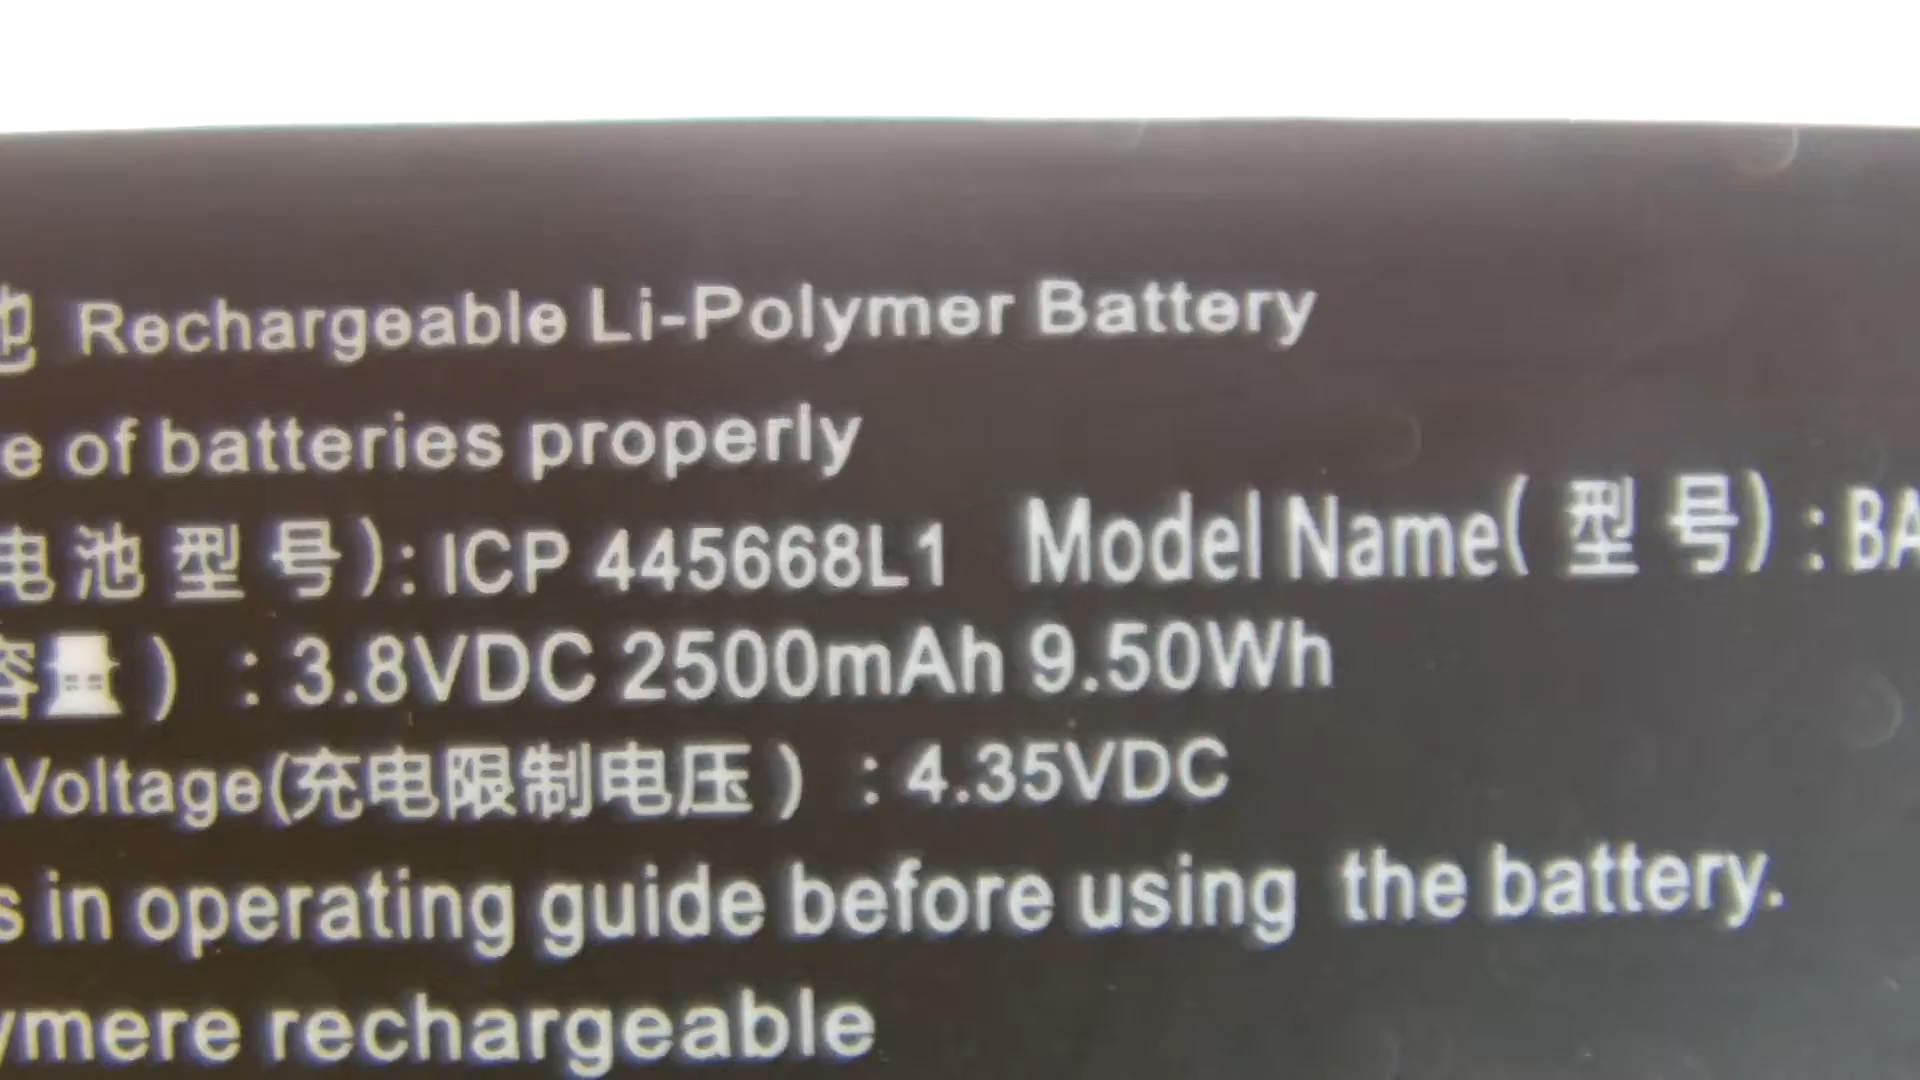 池 Rechargeable Li-Polymer Battery
e of batteries properly
电池型号): ICP 445668L1 Model Name( 型号) : BA
容量) : 3.8VDC 2500mAh 9.50Wh
Voltage(充电限制电压) : 4.35VDC
s in operating guide before using the battery.
ymere rechargeable